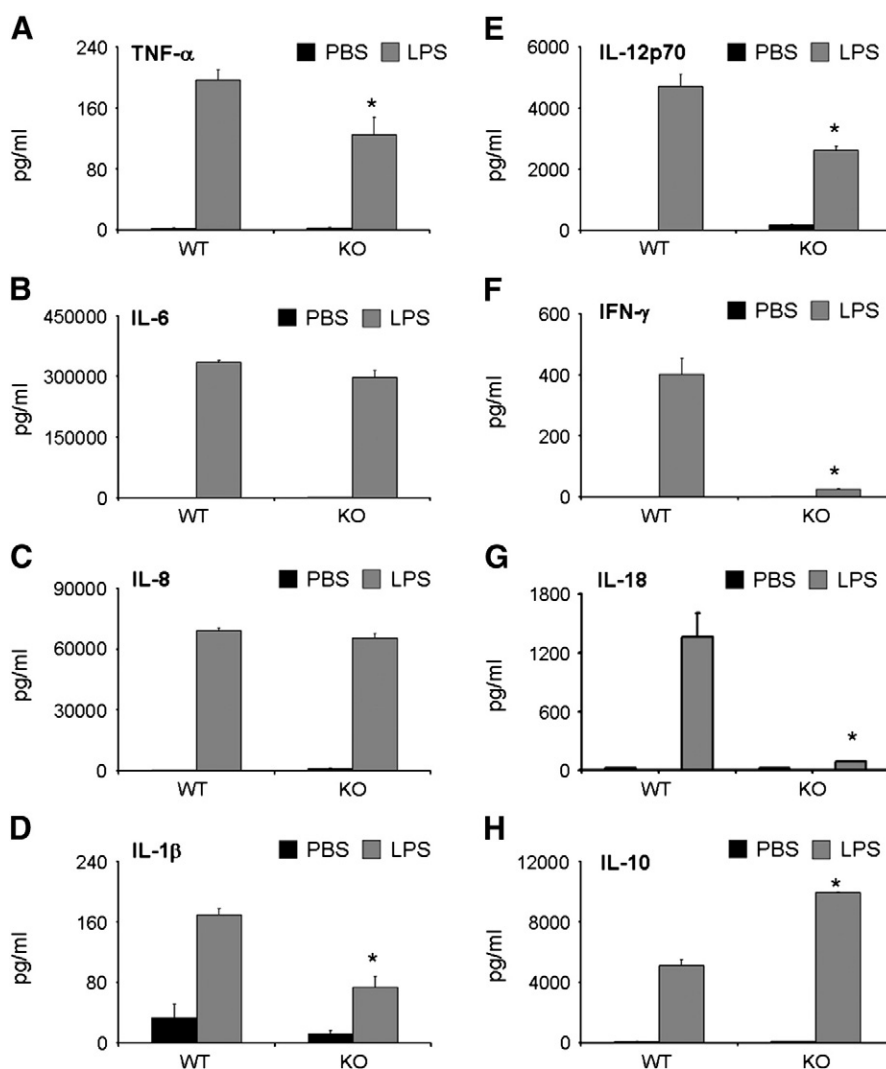 A
TNF-α
PBS LPS
240
160
80
0
pg/ml
*
WT KO
B
IL-6
PBS LPS
450000
300000
150000
0
pg/ml
WT KO
C
IL-8
PBS LPS
90000
60000
30000
0
pg/ml
WT KO
D
IL-1β
PBS LPS
240
160
80
0
pg/ml
*
WT KO
E
IL-12p70
PBS LPS
6000
4000
2000
0
pg/ml
*
WT KO
F
IFN-γ
PBS LPS
600
400
200
0
pg/ml
*
WT KO
G
IL-18
PBS LPS
1800
1200
600
0
pg/ml
*
WT KO
H
IL-10
PBS LPS
12000
8000
4000
0
pg/ml
*
WT KO